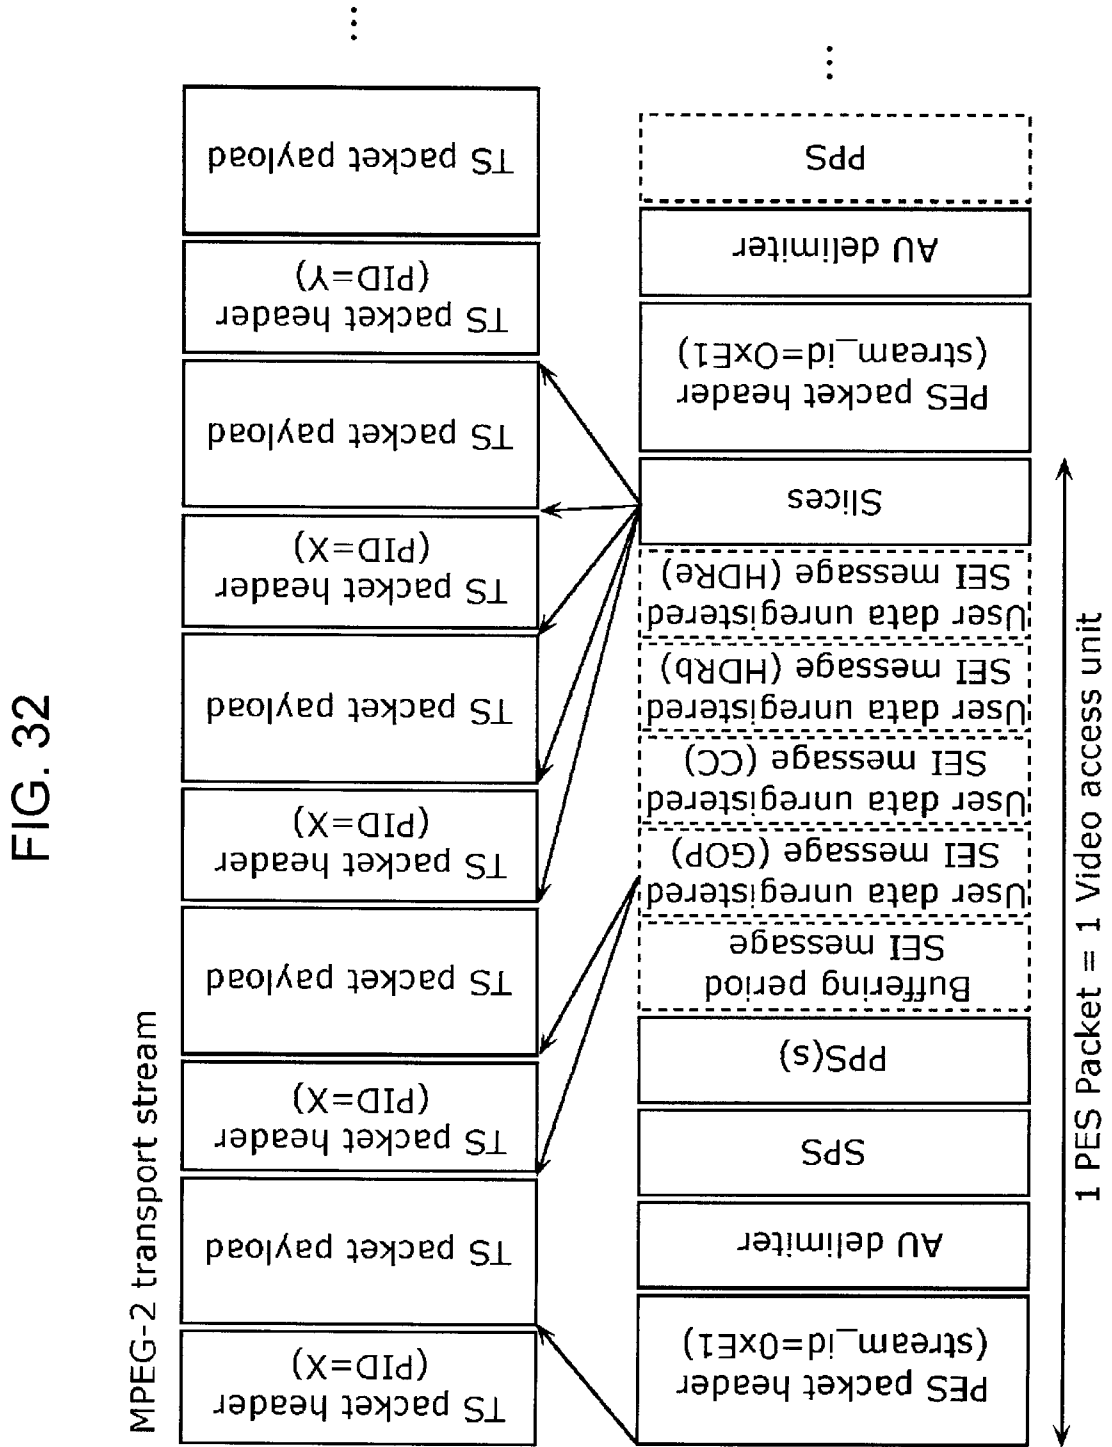 FIG. 32
MPEG-2 transport stream
TS packet header
(PID=X)
TS packet payload
TS packet header
(PID=X)
TS packet payload
TS packet header
(PID=X)
TS packet payload
TS packet header
(PID=X)
TS packet payload
TS packet header
(PID=Y)
TS packet payload
...
PES packet header
(stream_id=0xE1)
AU delimiter
SPS
PPS(s)
Buffering period
SEI message
User data unregistered
SEI message (GOP)
User data unregistered
SEI message (CC)
User data unregistered
SEI message (HDRb)
User data unregistered
SEI message (HDRe)
Slices
PES packet header
(stream_id=0xE1)
AU delimiter
PPS
...
1 PES Packet = 1 Video access unit